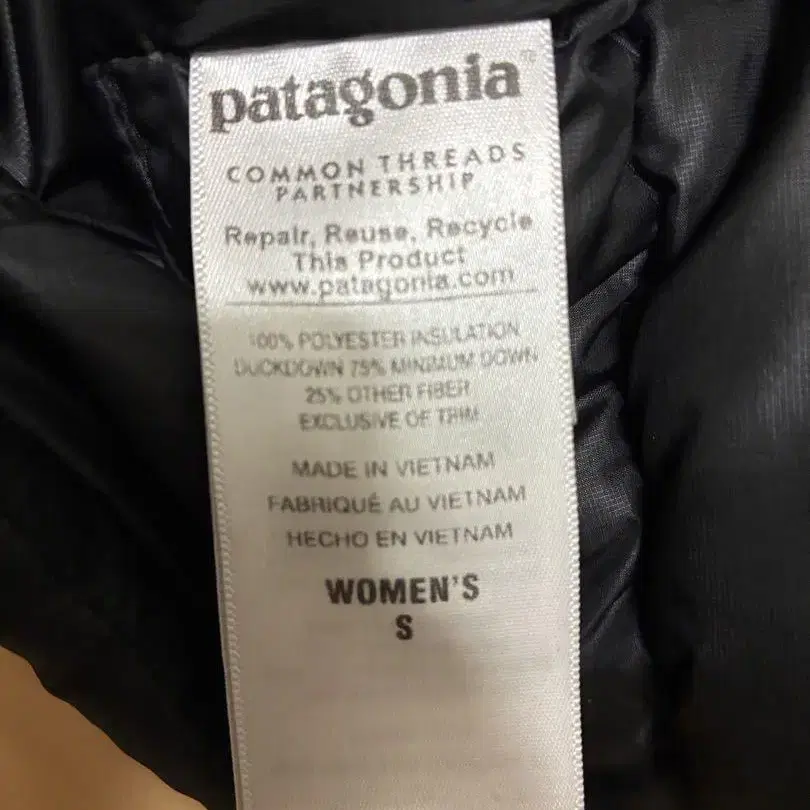 patagonia™
COMMON THREADS
PARTNERSHIP
Repair, Reuse, Recycle
This Product
www.patagonia.com
100% POLYESTER INSULATION
DUCKDOWN 75% MINIMUM DOWN
25% OTHER FIBER
EXCLUSIVE OF TRIM
MADE IN VIETNAM
FABRIQUÉ AU VIETNAM
HECHO EN VIETNAM
WOMEN'S
S